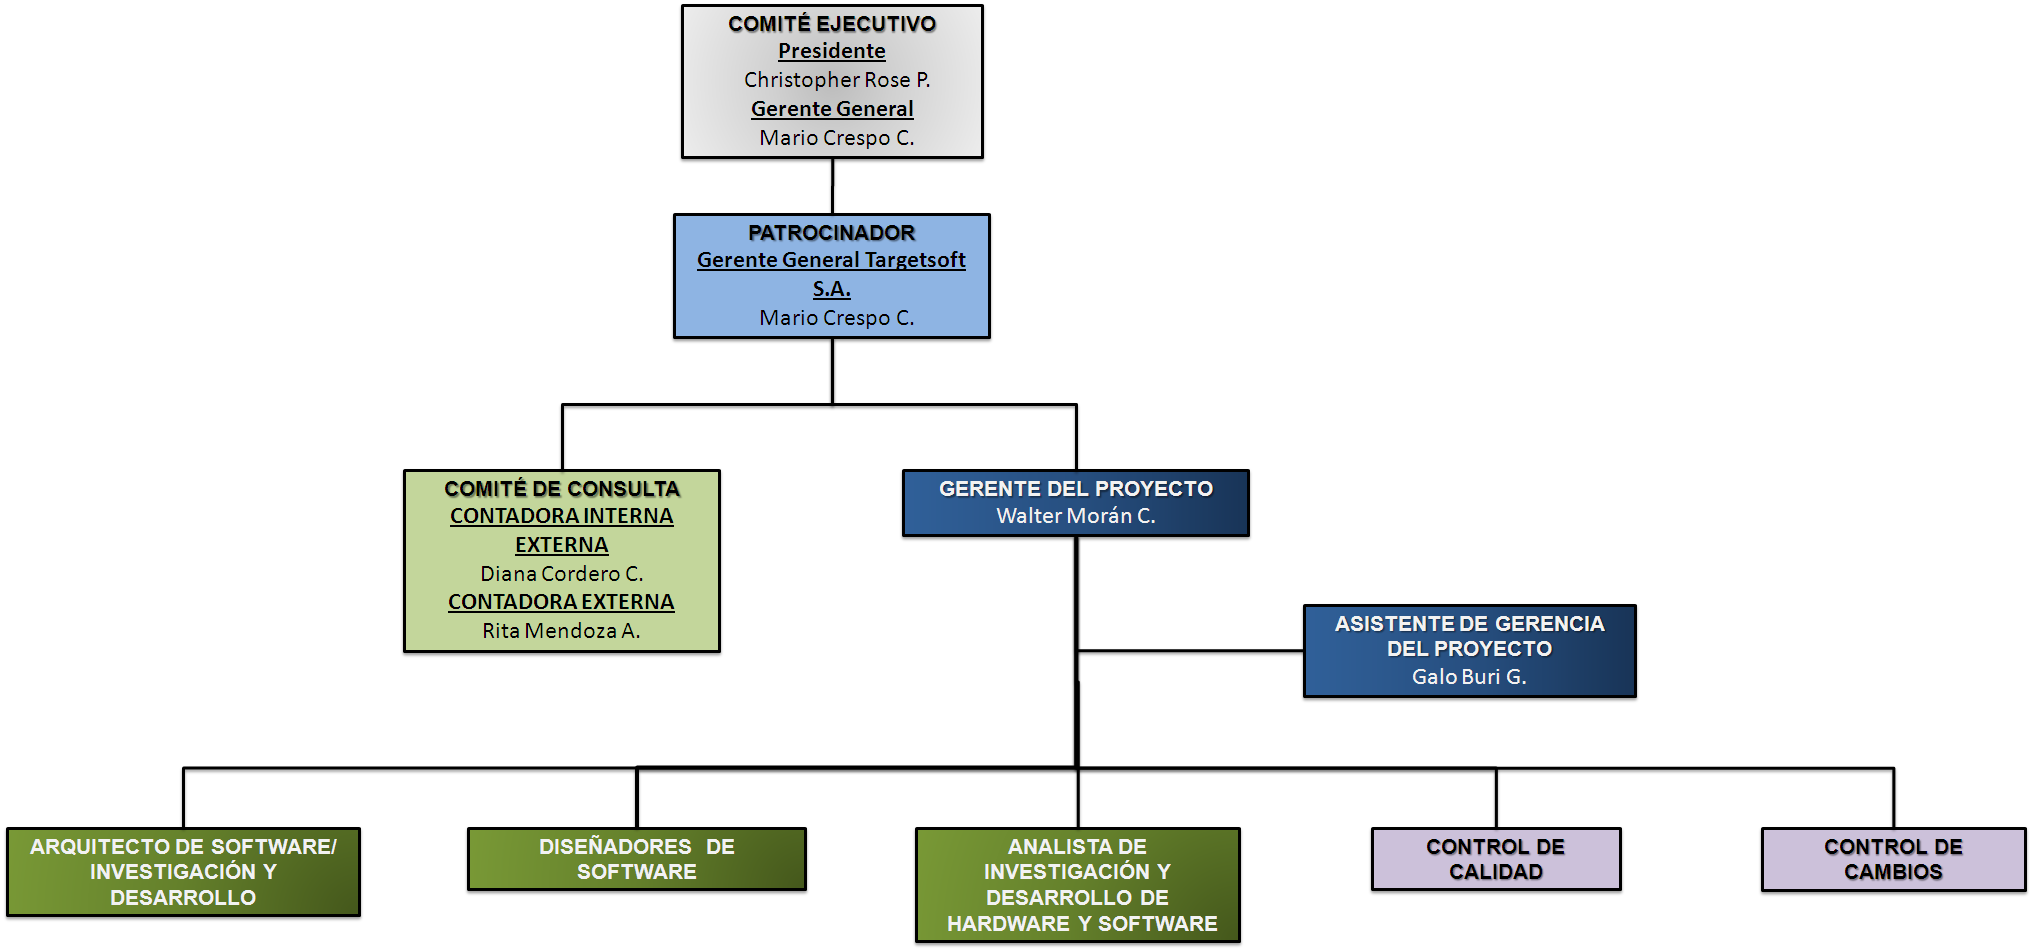 COMITÉ EJECUTIVO
Presidente
Christopher Rose P.
Gerente General
Mario Crespo C.
PATROCINADOR
Gerente General Targetsoft
S.A.
Mario Crespo C.
COMITÉ DE CONSULTA
CONTADORA INTERNA
EXTERNA
Diana Cordero C.
CONTADORA EXTERNA
Rita Mendoza A.
GERENTE DEL PROYECTO
Walter Morán C.
ASISTENTE DE GERENCIA
DEL PROYECTO
Galo Buri G.
ARQUITECTO DE SOFTWARE/
INVESTIGACIÓN Y
DESARROLLO
DISEÑADORES DE
SOFTWARE
ANALISTA DE
INVESTIGACIÓN Y
DESARROLLO DE
HARDWARE Y SOFTWARE
CONTROL DE
CALIDAD
CONTROL DE
CAMBIOS